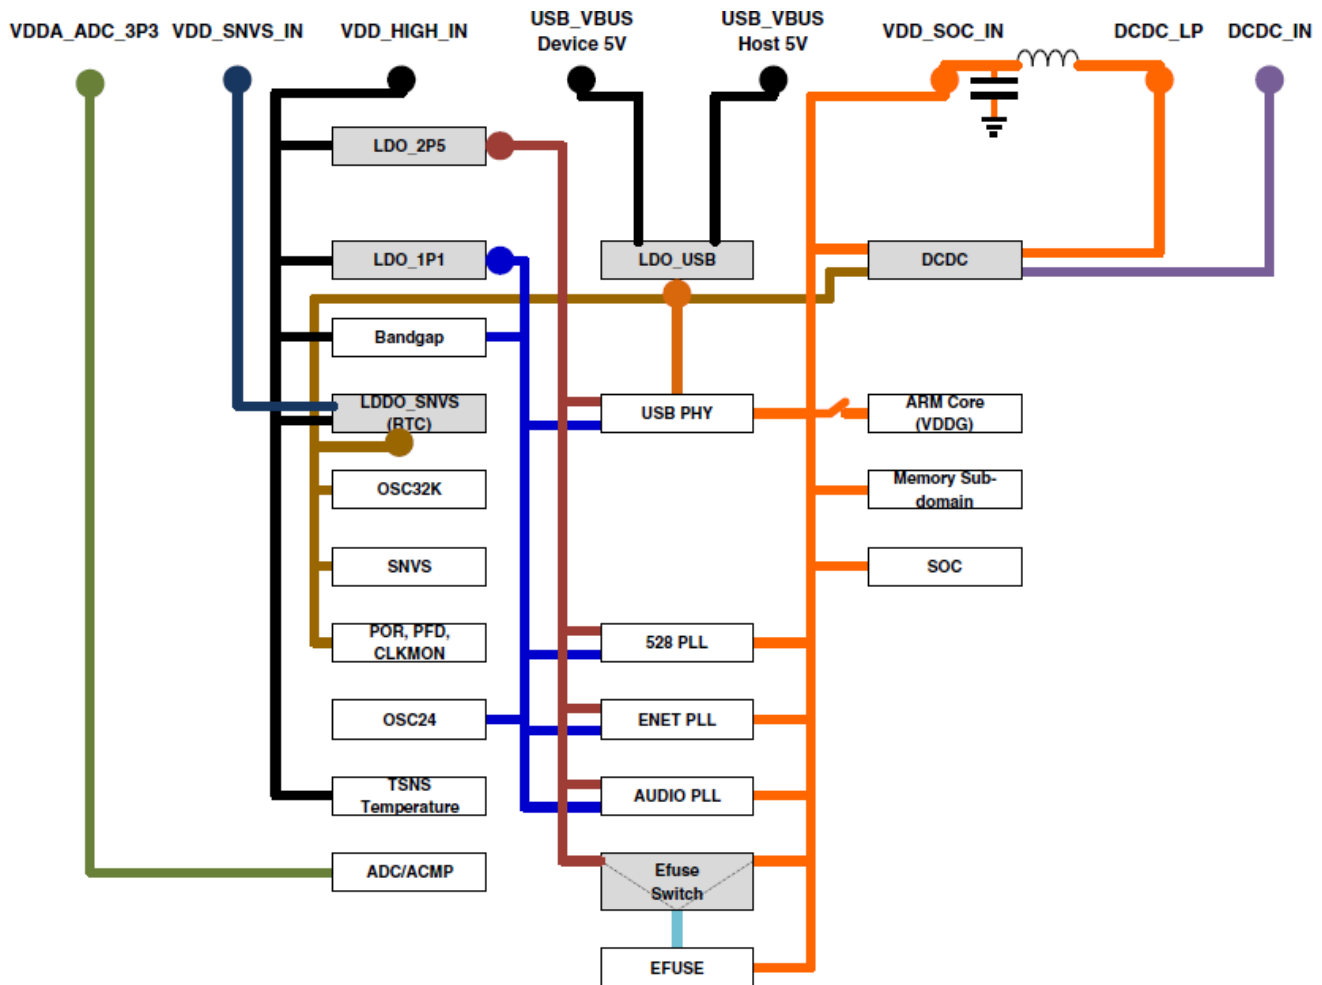 VDDA_ADC_3P3
VDD_SNVS_IN
VDD_HIGH_IN
USB_VBUS
Device 5V
USB_VBUS
Host 5V
VDD_SOC_IN
DCDC_LP
DCDC_IN
LDO_2P5
LDO_1P1
LDO_USB
DCDC
Bandgap
LDDO_SNVS
(RTC)
USB PHY
ARM Core
(VDDG)
OSC32K
Memory Sub-
domain
SNVS
SOC
POR, PFD,
CLKMON
528 PLL
OSC24
ENET PLL
TSNS
Temperature
AUDIO PLL
ADC/ACMP
Efuse
Switch
EFUSE